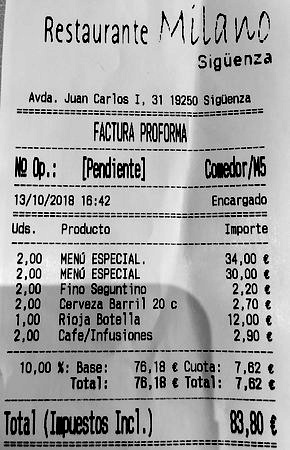 Restaurante Milano
Sigüenza
Avda. Juan Carlos I, 31 19250 Sigüenza
FACTURA PROFORMA
Nº Op.: [Pendiente] Comedor/M5
13/10/2018 16:42 Encargado
Uds. Producto Importe
2,00 MENÚ ESPECIAL. 34,00 €
2,00 MENÚ ESPECIAL 30,00 €
2,00 Fino Seguntino 2,20 €
2,00 Cerveza Barril 20 c 2,70 €
1,00 Rioja Botella 12,00 €
2,00 Cafe/Infusiones 2,90 €
10,00 %: Base: 76,18 € Cuota: 7,62 €
Total: 76,18 € Total: 7,62 €
Total (Impuestos Incl.) 83,80 €